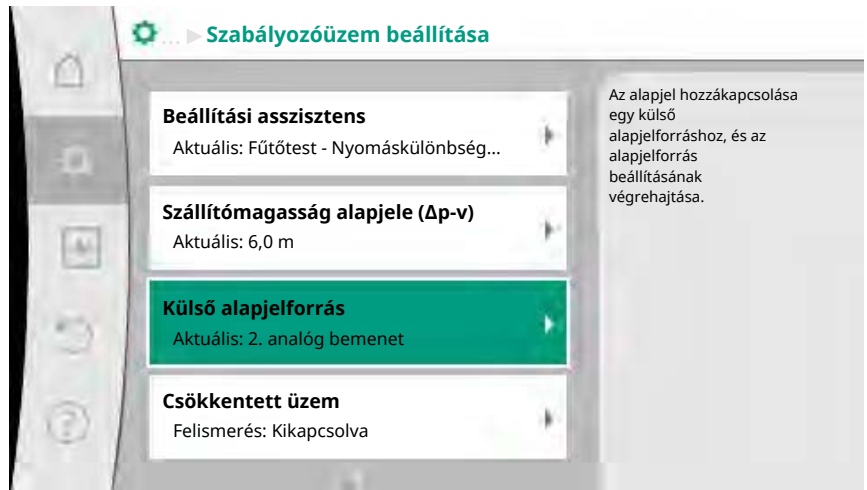 ... Szabályozóüzem beállítása
Beállítási asszisztens
Aktuális: Fűtőtest - Nyomáskülönbség...
Szállítómagasság alapjele (Δp-v)
Aktuális: 6,0 m
Külső alapjelforrás
Aktuális: 2. analóg bemenet
Csökkentett üzem
Felismerés: Kikapcsolva
Az alapjel hozzákapcsolása
egy külső
alapjelforráshoz, és az
alapjelforrás
beállításának
végrehajtása.